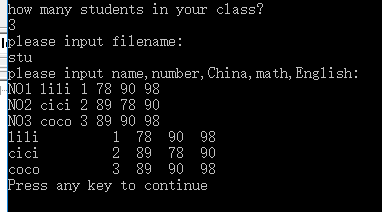 how many students in your class?
3
please input filename:
stu
please input name,number,China,math,English:
NO1 lili 1 78 90 98
NO2 cici 2 89 78 90
NO3 coco 3 89 90 98
lili 1 78 90 98
cici 2 89 78 90
coco 3 89 90 98
Press any key to continue